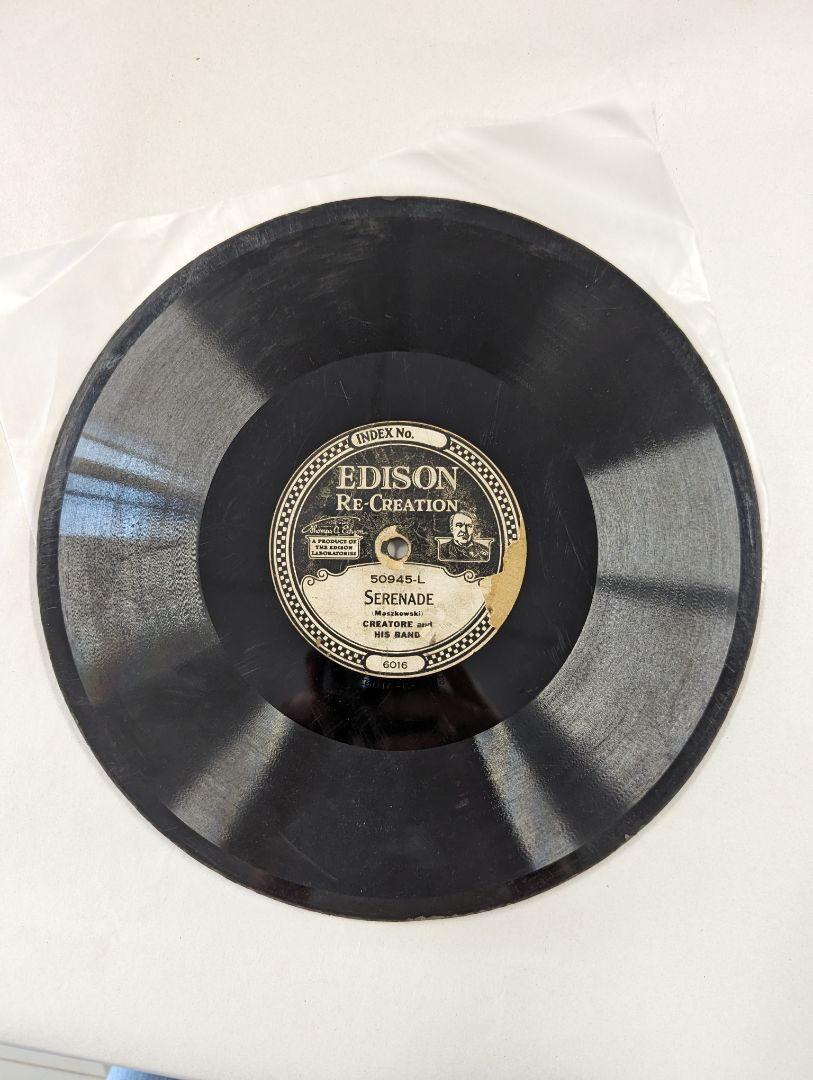 INDEX No.
EDISON
RE-CREATION
Thomas A. Edison
A PRODUCT OF
THE EDISON
LABORATORIES
50945-L
SERENADE
(Moszkowski)
CREATORE and
HIS BAND
6016